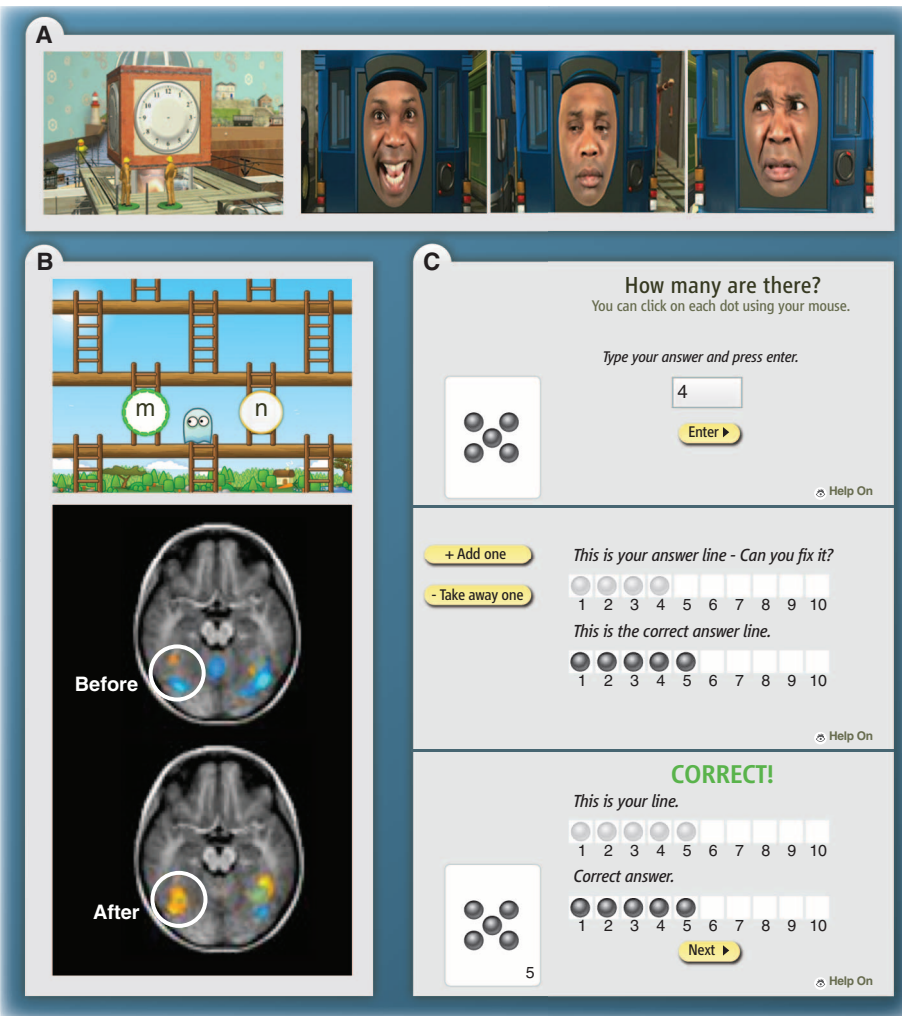 A
B
m n
Before
After
C
How many are there?
You can click on each dot using your mouse.
Type your answer and press enter.
4
Enter
Help On
+ Add one
- Take away one
This is your answer line - Can you fix it?
1 2 3 4 5 6 7 8 9 10
This is the correct answer line.
1 2 3 4 5 6 7 8 9 10
Help On
CORRECT!
This is your line.
1 2 3 4 5 6 7 8 9 10
Correct answer.
1 2 3 4 5 6 7 8 9 10
5
Next
Help On